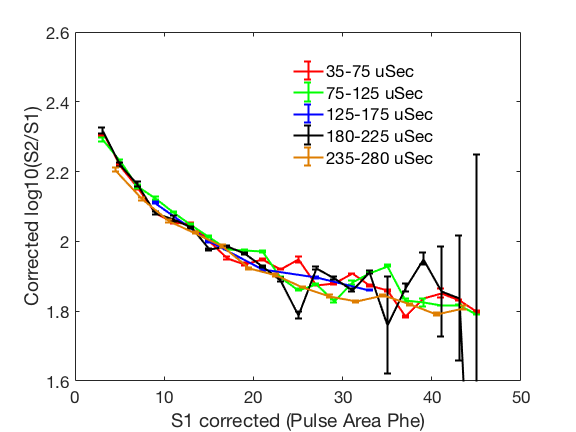 2.6
2.4
2.2
2
1.8
1.6
Corrected log10(S2/S1)
35-75 uSec
75-125 uSec
125-175 uSec
180-225 uSec
235-280 uSec
0 10 20 30 40 50
S1 corrected (Pulse Area Phe)